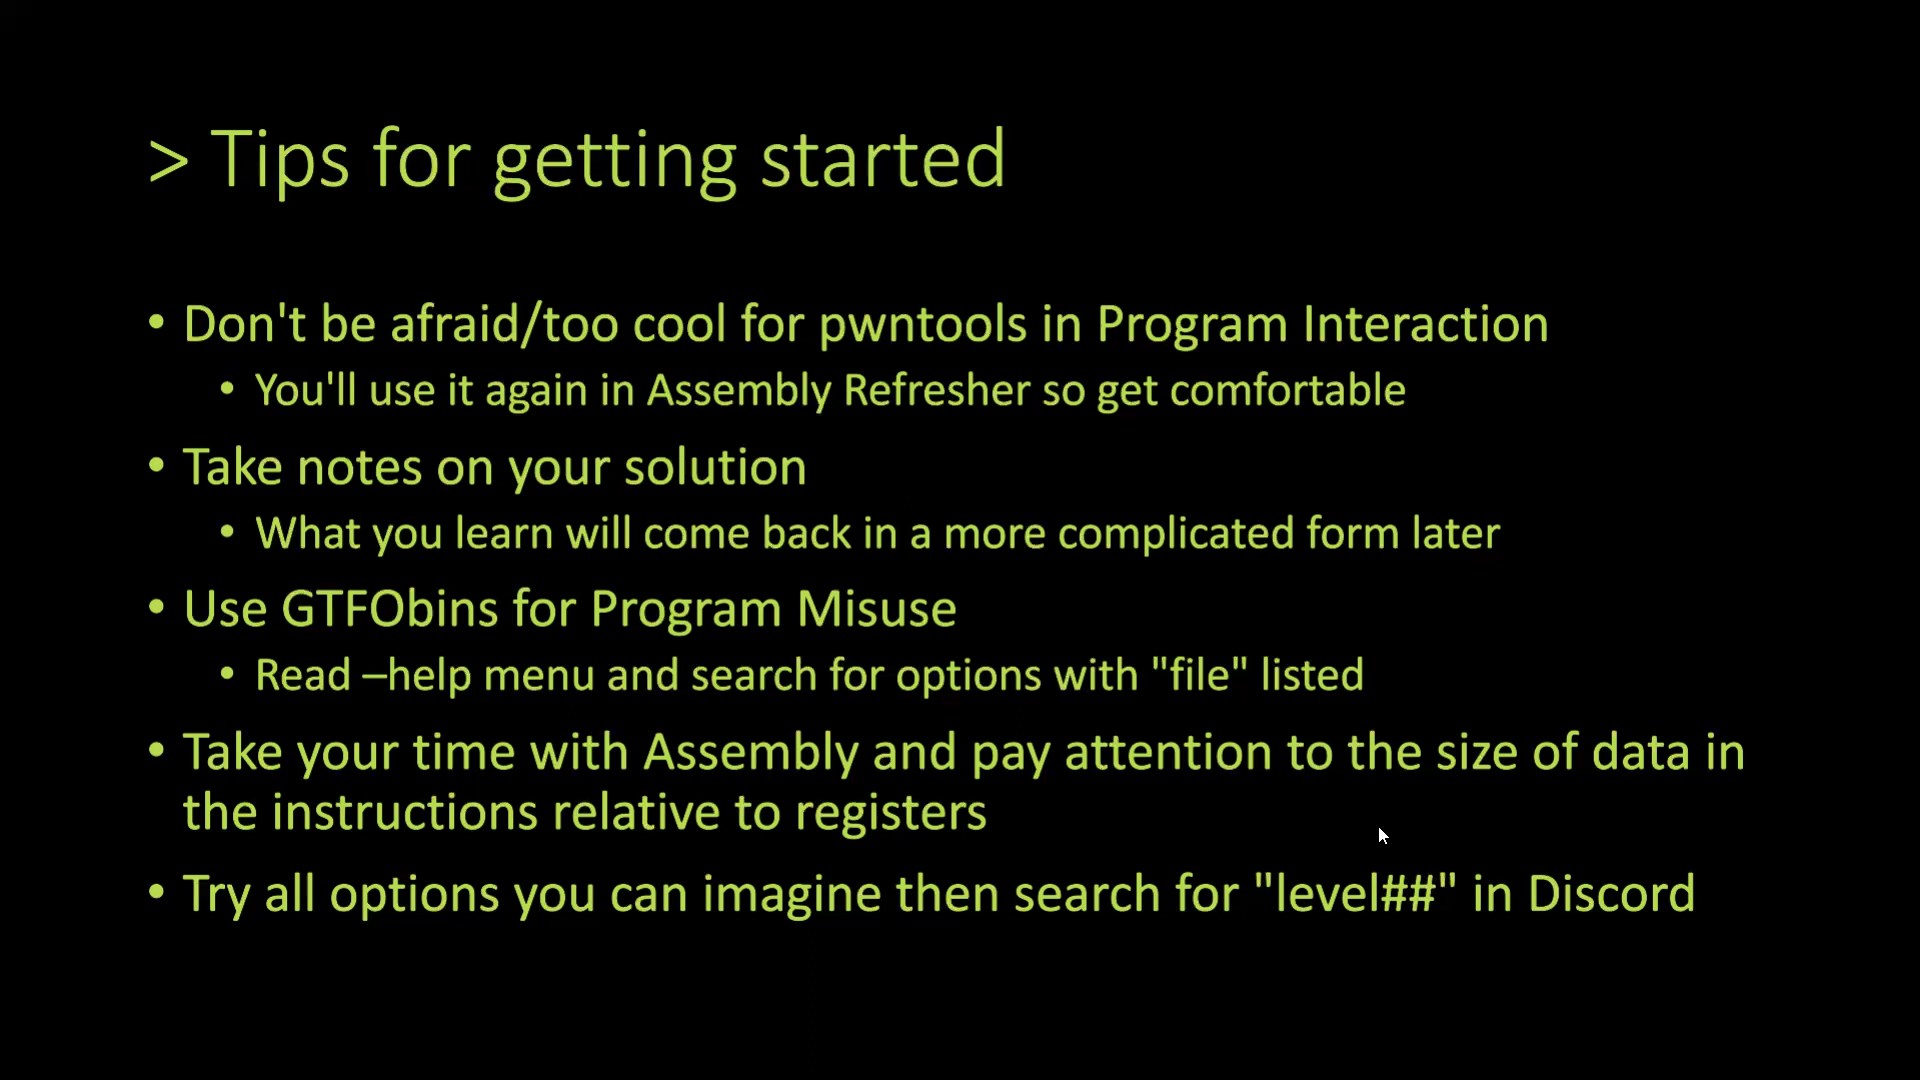 > Tips for getting started
• Don't be afraid/too cool for pwntools in Program Interaction
• You'll use it again in Assembly Refresher so get comfortable
• Take notes on your solution
• What you learn will come back in a more complicated form later
• Use GTFObins for Program Misuse
• Read –help menu and search for options with "file" listed
• Take your time with Assembly and pay attention to the size of data in
the instructions relative to registers
• Try all options you can imagine then search for "level##" in Discord